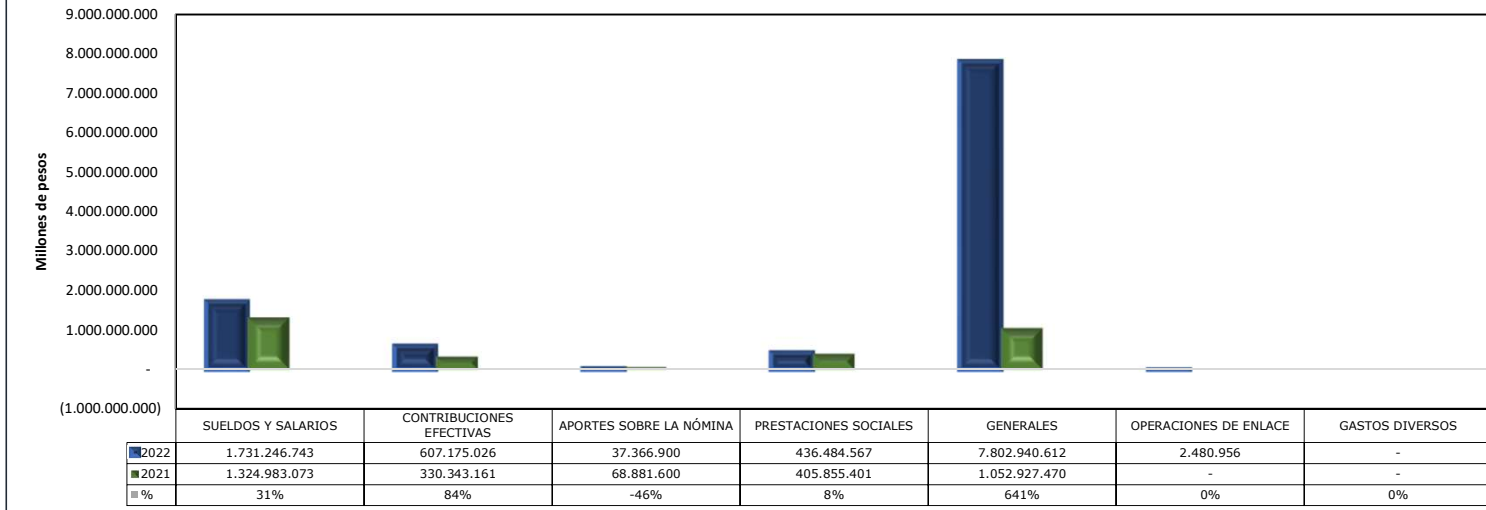 9.000.000.000
8.000.000.000
7.000.000.000
6.000.000.000
5.000.000.000
4.000.000.000
3.000.000.000
2.000.000.000
1.000.000.000
-
(1.000.000.000)
Millones de pesos
SUELDOS Y SALARIOS CONTRIBUCIONES EFECTIVAS APORTES SOBRE LA NÓMINA PRESTACIONES SOCIALES GENERALES OPERACIONES DE ENLACE GASTOS DIVERSOS
2022 1.731.246.743 607.175.026 37.366.900 436.484.567 7.802.940.612 2.480.956 -
2021 1.324.983.073 330.343.161 68.881.600 405.855.401 1.052.927.470 - -
% 31% 84% -46% 8% 641% 0% 0%